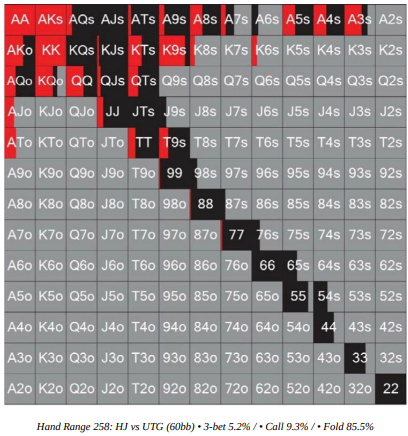 AA AKs AQs AJs ATs A9s A8s A7s A6s A5s A4s A3s A2s
AKo KK KQs KJs KTs K9s K8s K7s K6s K5s K4s K3s K2s
AQo KQo QQ QJs QTs Q9s Q8s Q7s Q6s Q5s Q4s Q3s Q2s
AJo KJo QJo JJ JTs J9s J8s J7s J6s J5s J4s J3s J2s
ATo KTo QTo JTo TT T9s T8s T7s T6s T5s T4s T3s T2s
A9o K9o Q9o J9o T9o 99 98s 97s 96s 95s 94s 93s 92s
A8o K8o Q8o J8o T8o 98o 88 87s 86s 85s 84s 83s 82s
A7o K7o Q7o J7o T7o 97o 87o 77 76s 75s 74s 73s 72s
A6o K6o Q6o J6o T6o 96o 86o 76o 66 65s 64s 63s 62s
A5o K5o Q5o J5o T5o 95o 85o 75o 65o 55 54s 53s 52s
A4o K4o Q4o J4o T4o 94o 84o 74o 64o 54o 44 43s 42s
A3o K3o Q3o J3o T3o 93o 83o 73o 63o 53o 43o 33 32s
A2o K2o Q2o J2o T2o 92o 82o 72o 62o 52o 42o 32o 22
Hand Range 258: HJ vs UTG (60bb) • 3-bet 5.2% / • Call 9.3% / • Fold 85.5%